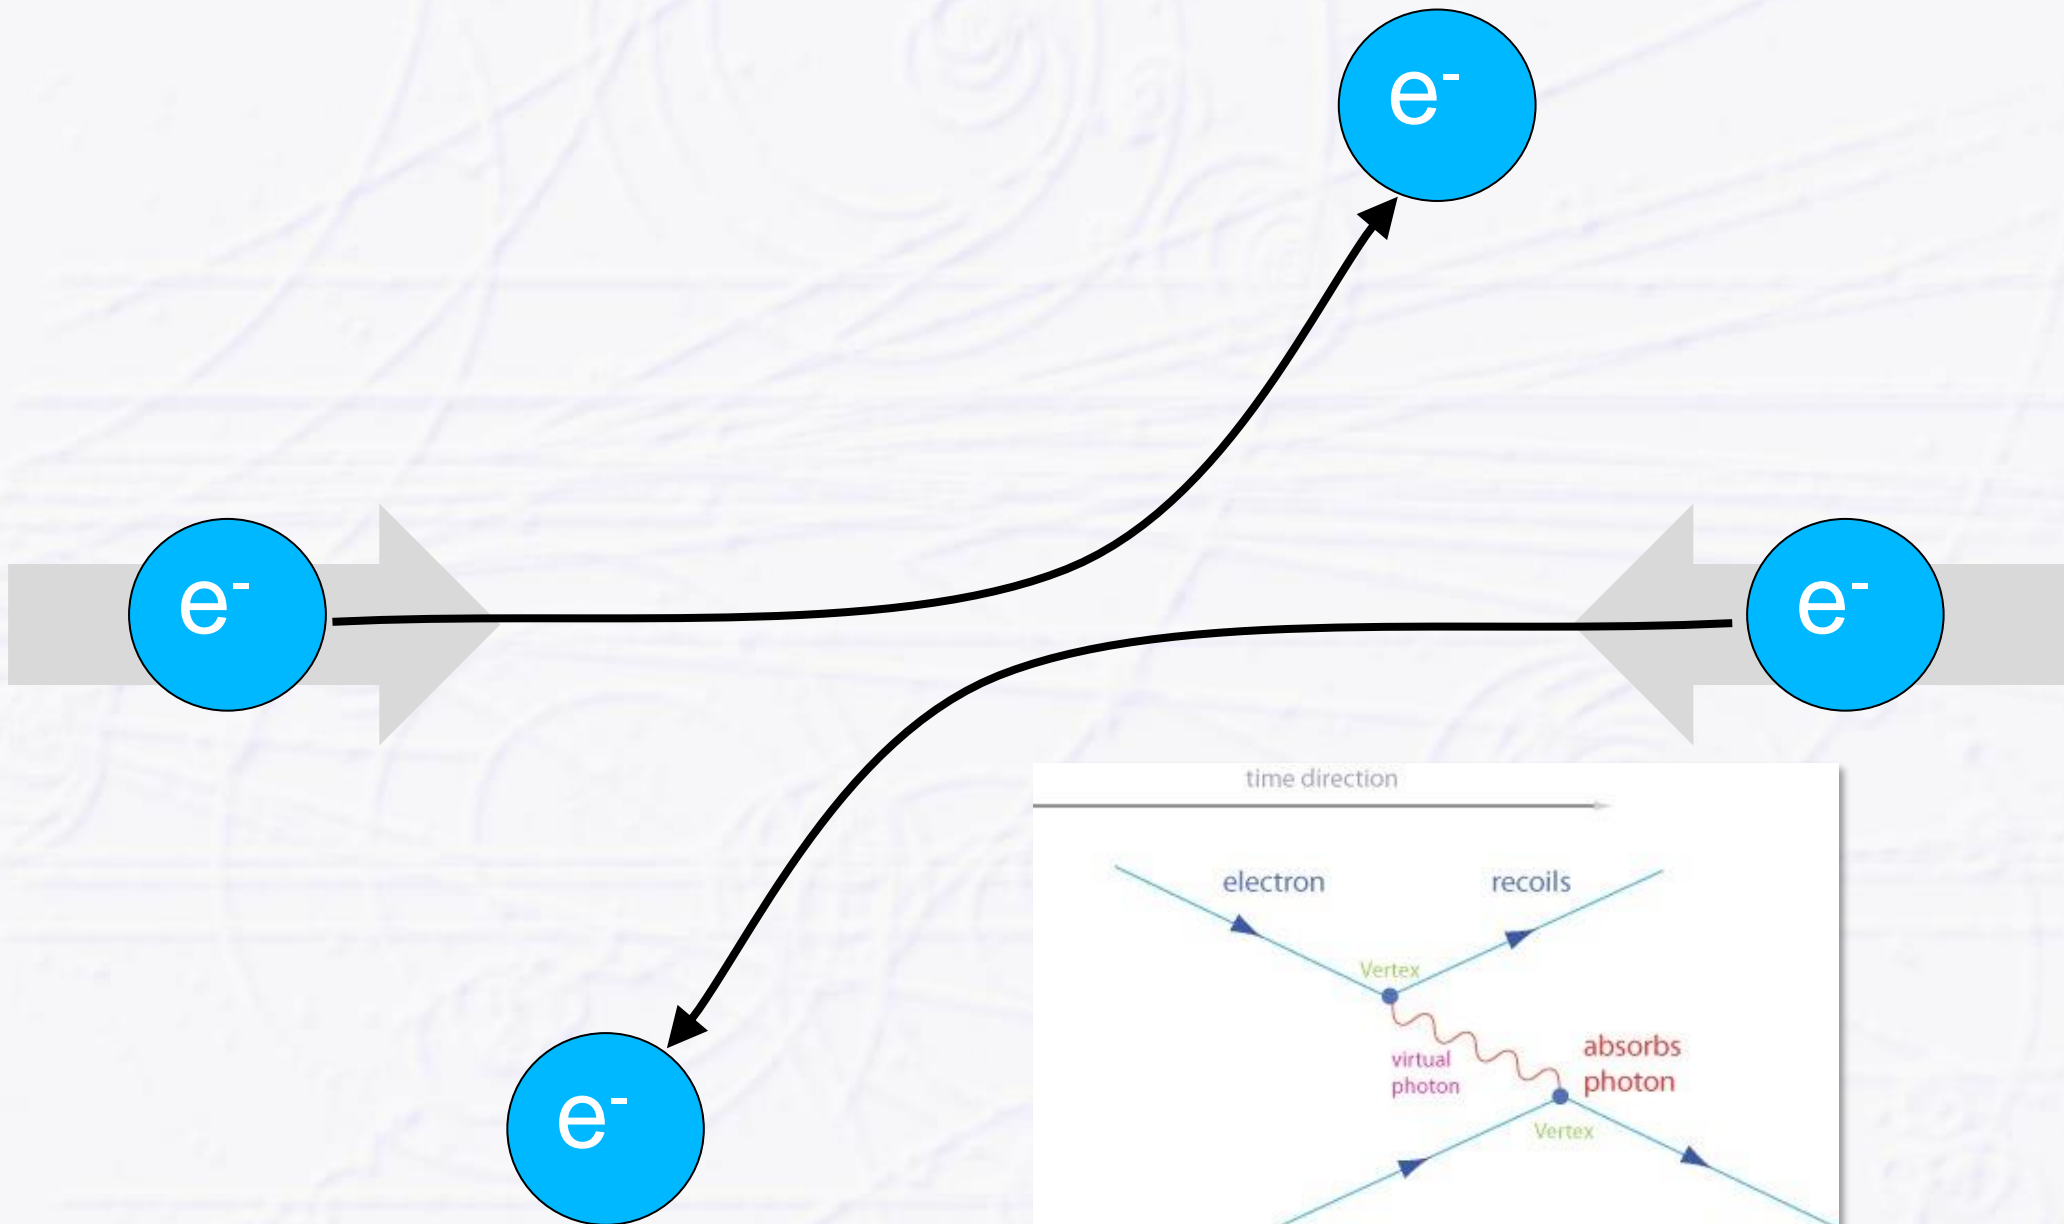 e-
e-
e-
e-
time direction
electron
recoils
Vertex
virtual
photon
absorbs
photon
Vertex